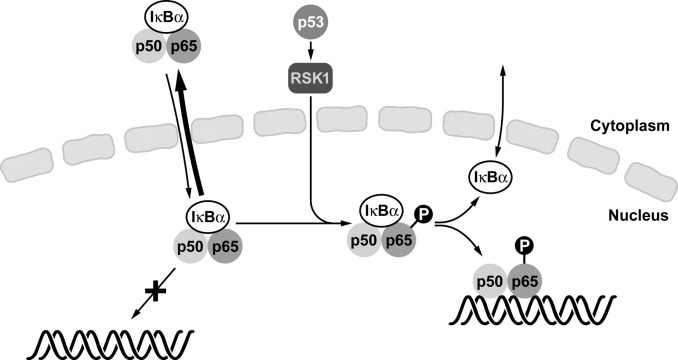 IκBα
p50 p65
p53
RSK1
Cytoplasm
IκBα
Nucleus
IκBα
p50 p65
IκBα
P
p50 p65
P
p50 p65